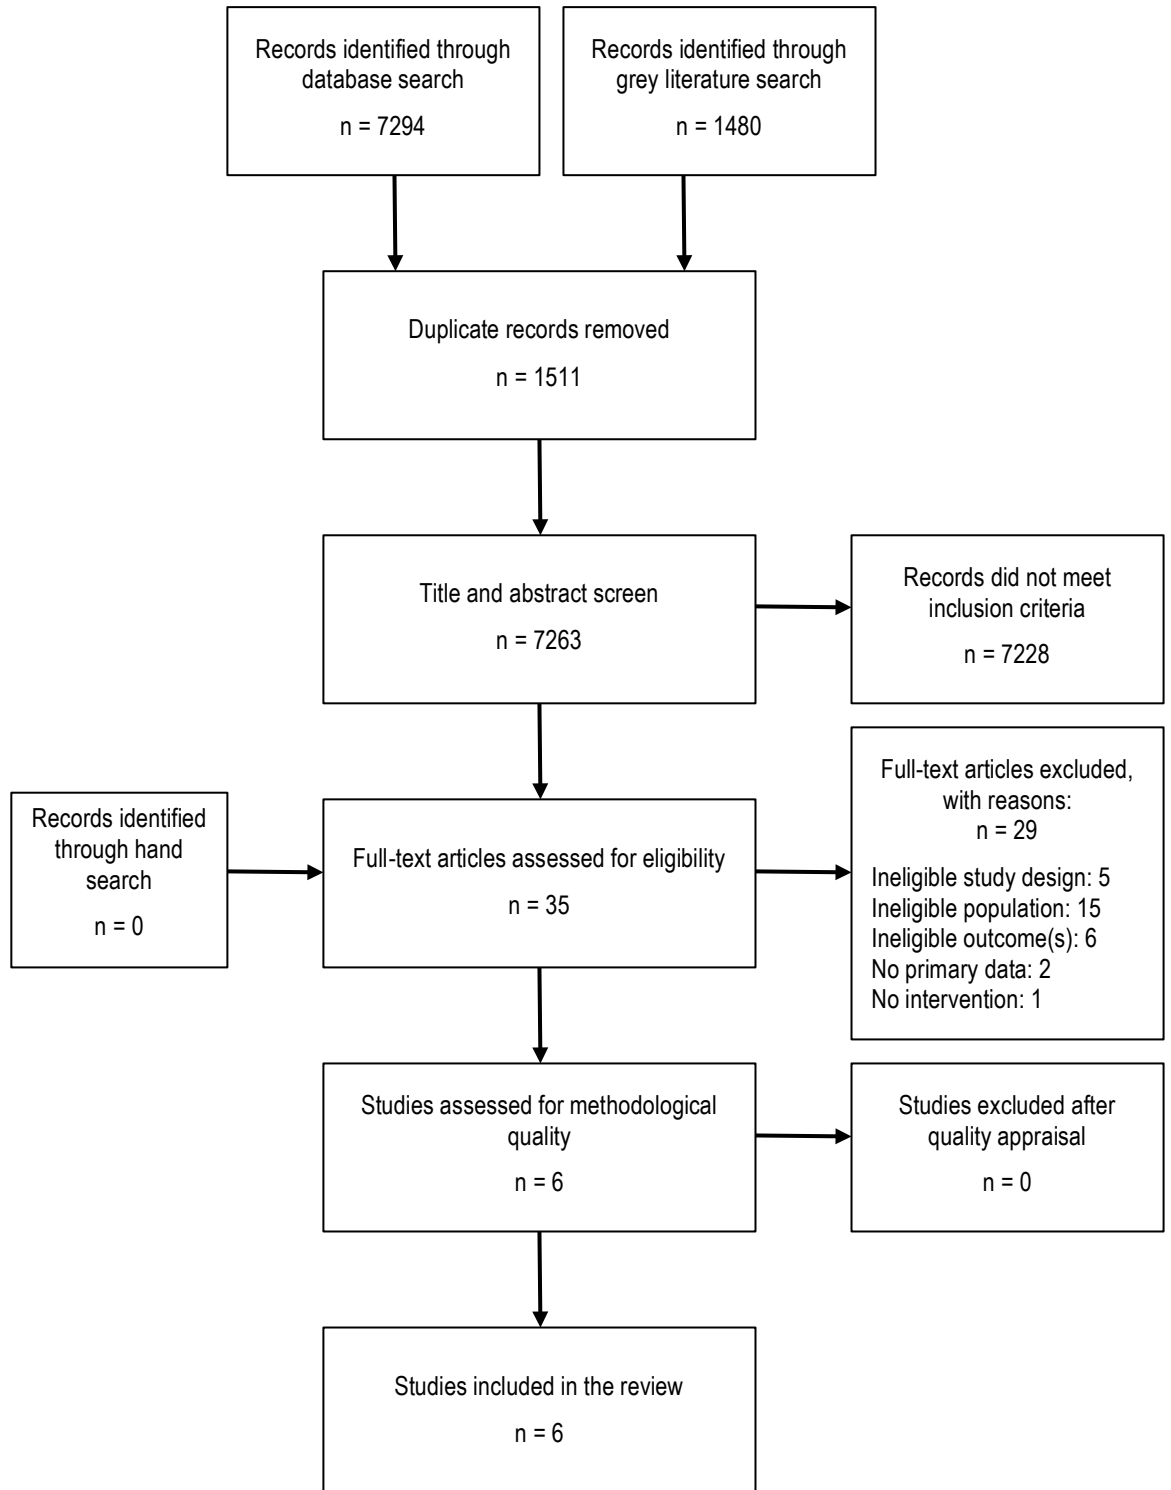 Records identified through
database search
n = 7294
Records identified through
grey literature search
n = 1480
Duplicate records removed
n = 1511
Title and abstract screen
n = 7263
Records did not meet
inclusion criteria
n = 7228
Records identified
through hand
search
n = 0
Full-text articles assessed for eligibility
n = 35
Full-text articles excluded,
with reasons:
n = 29
Ineligible study design: 5
Ineligible population: 15
Ineligible outcome(s): 6
No primary data: 2
No intervention: 1
Studies assessed for methodological
quality
n = 6
Studies excluded after
quality appraisal
n = 0
Studies included in the review
n = 6